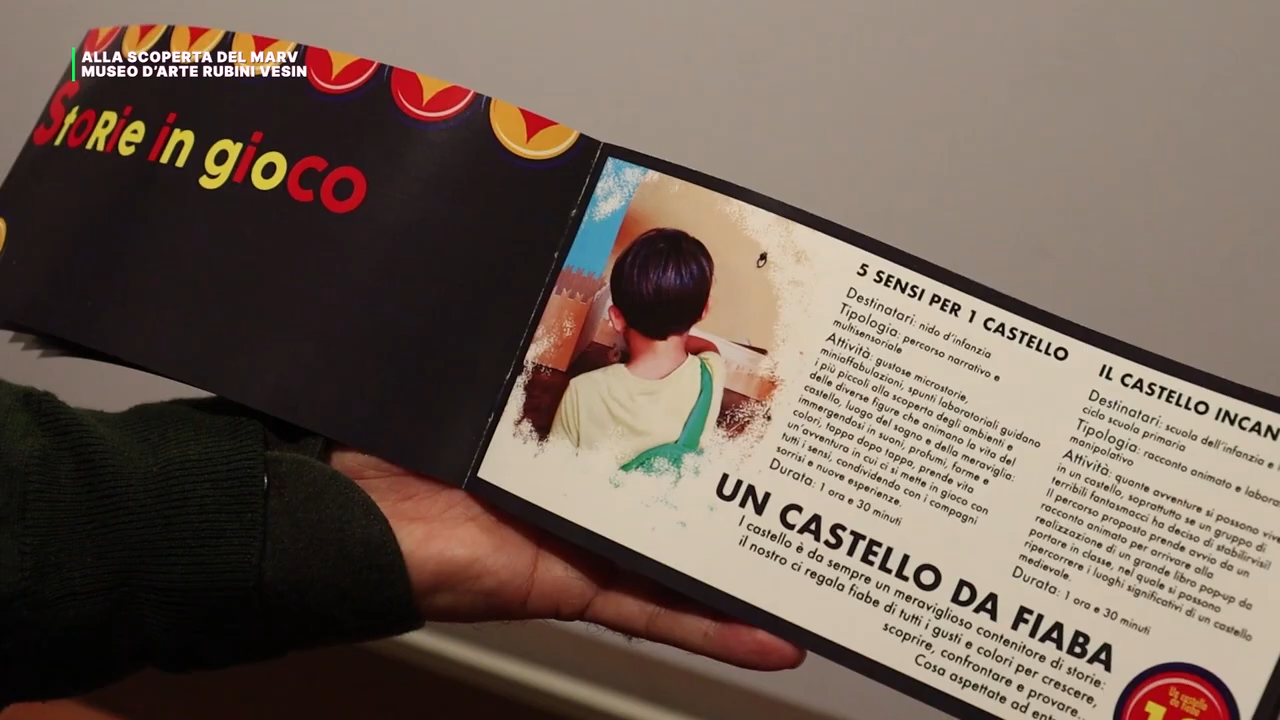 ALLA SCOPERTA DEL MARV
MUSEO D'ARTE RUBINI VESIN
StoRie in gioco
5 SENSI PER 1 CASTELLO
Destinatari: nido d'infanzia
Tipologia: percorso narrativo e
multisensoriale
Attività: gustose microstorie,
miniaffabulazioni, spunti laboratoriali guidano
i più piccoli alla scoperta degli ambienti e
delle diverse figure che animano la vita del
castello, luogo del sogno e della meraviglia:
immergendosi in suoni, profumi, forme e
colori, tappa dopo tappa, prende vita
un'avventura in cui ci si mette in gioco con
tutti i sensi, condividendo con i compagni
sorrisi e nuove esperienze.
Durata: 1 ora e 30 minuti
IL CASTELLO INCAN
Destinatari: scuola dell'infanzia e
ciclo scuola primaria
Tipologia: racconto animato e labora
manipolativo
Attività: quante avventure si possono vive
in un castello, soprattutto se un gruppo di
terribili fantasmacci ha deciso di stabilirvisi!
Il percorso proposto prende avvio da un
racconto animato per arrivare alla
realizzazione di un grande libro pop-up da
portare in classe, nel quale si possono
ripercorrere i luoghi significativi di un castello
medievale.
Durata: 1 ora e 30 minuti
UN CASTELLO DA FIABA
I castello è da sempre un meraviglioso contenitore di storie:
il nostro ci regala fiabe di tutti i gusti e colori per crescere,
scoprire, confrontare e provare...
Cosa aspettate ad ent
Un castello
da fiaba